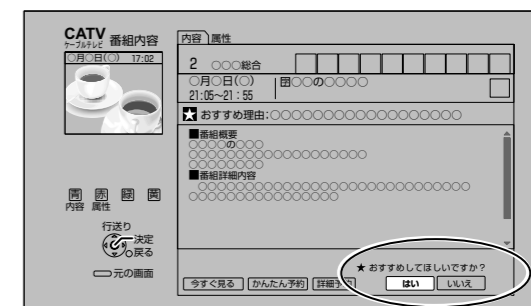 CATV
ケーブルテレビ 番組内容
○月○日(○) 17:02
内容 属性
2 ○○○総合
○月○日(○)
21:05~21:55
○○の○○○○
★ おすすめ理由:○○○○○○○○○○○○○○○○○○
■番組概要
○○○○の○○○
○○○○○○○○○○○○○○○○○○○
○○○○○○○○
■番組詳細内容
○○○○○○○○○○○○○○○○○○○○○○○○○○○○○
○○○○○○○○○○○○○○○○
青 赤 緑 黄
内容 属性
行送り
決定
戻る
元の画面
★ おすすめしてほしいですか?
今すぐ見る かんたん予約 はい いいえ